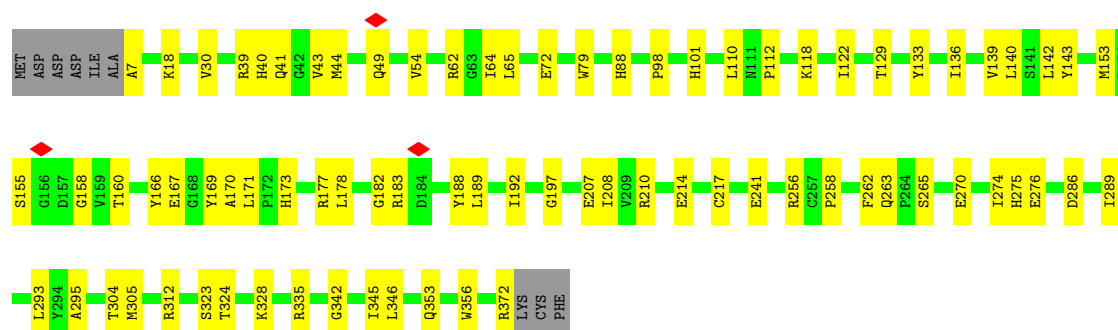 MET ASP ASP ASP ILE ALA A7 K18 V30 R39 H40 Q41 G42 V43 M44 Q49 V54 R62 G63 I64 L65 E72 W79 H88 P98 H101 L110 N111 P112 K118 I122 T129 Y133 I136 V139 L140 S141 L142 Y143 M153
S155 G156 D157 G158 V159 T160 Y166 E167 G168 Y169 A170 L171 P172 H173 R177 L178 G182 R183 D184 Y188 L189 I192 G197 E207 I208 V209 R210 E214 C217 E241 R256 C257 P258 F262 Q263 P264 S265 E270 I274 H275 E276 D286 I289
L293 Y294 A295 T304 M305 R312 S323 T324 K328 R335 G342 I345 L346 Q353 W356 R372 LYS CYS PHE